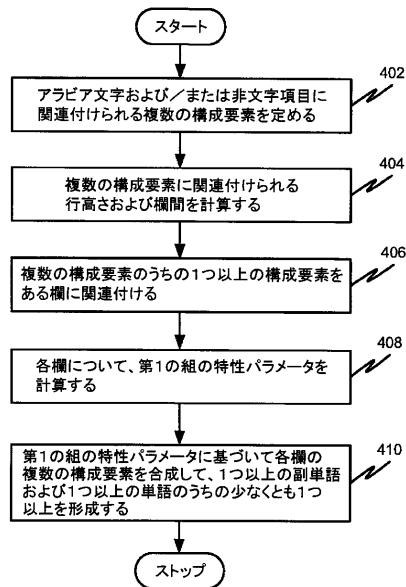 スタート
402
アラビア文字および／または非文字項目に
関連付けられる複数の構成要素を定める
404
複数の構成要素に関連付けられる
行高さおよび欄間を計算する
406
複数の構成要素のうちの1つ以上の構成要素を
ある欄に関連付ける
408
各欄について、第1の組の特性パラメータを
計算する
410
第1の組の特性パラメータに基づいて各欄の
複数の構成要素を合成して、1つ以上の副単語
および1つ以上の単語のうちの少なくとも1つ
以上を形成する
ストップ